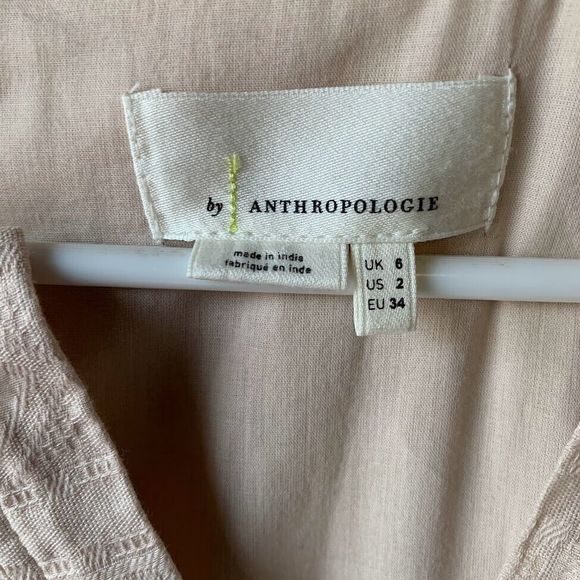 by ANTHROPOLOGIE
made in india
fabriqué en inde
UK 6
US 2
EU 34